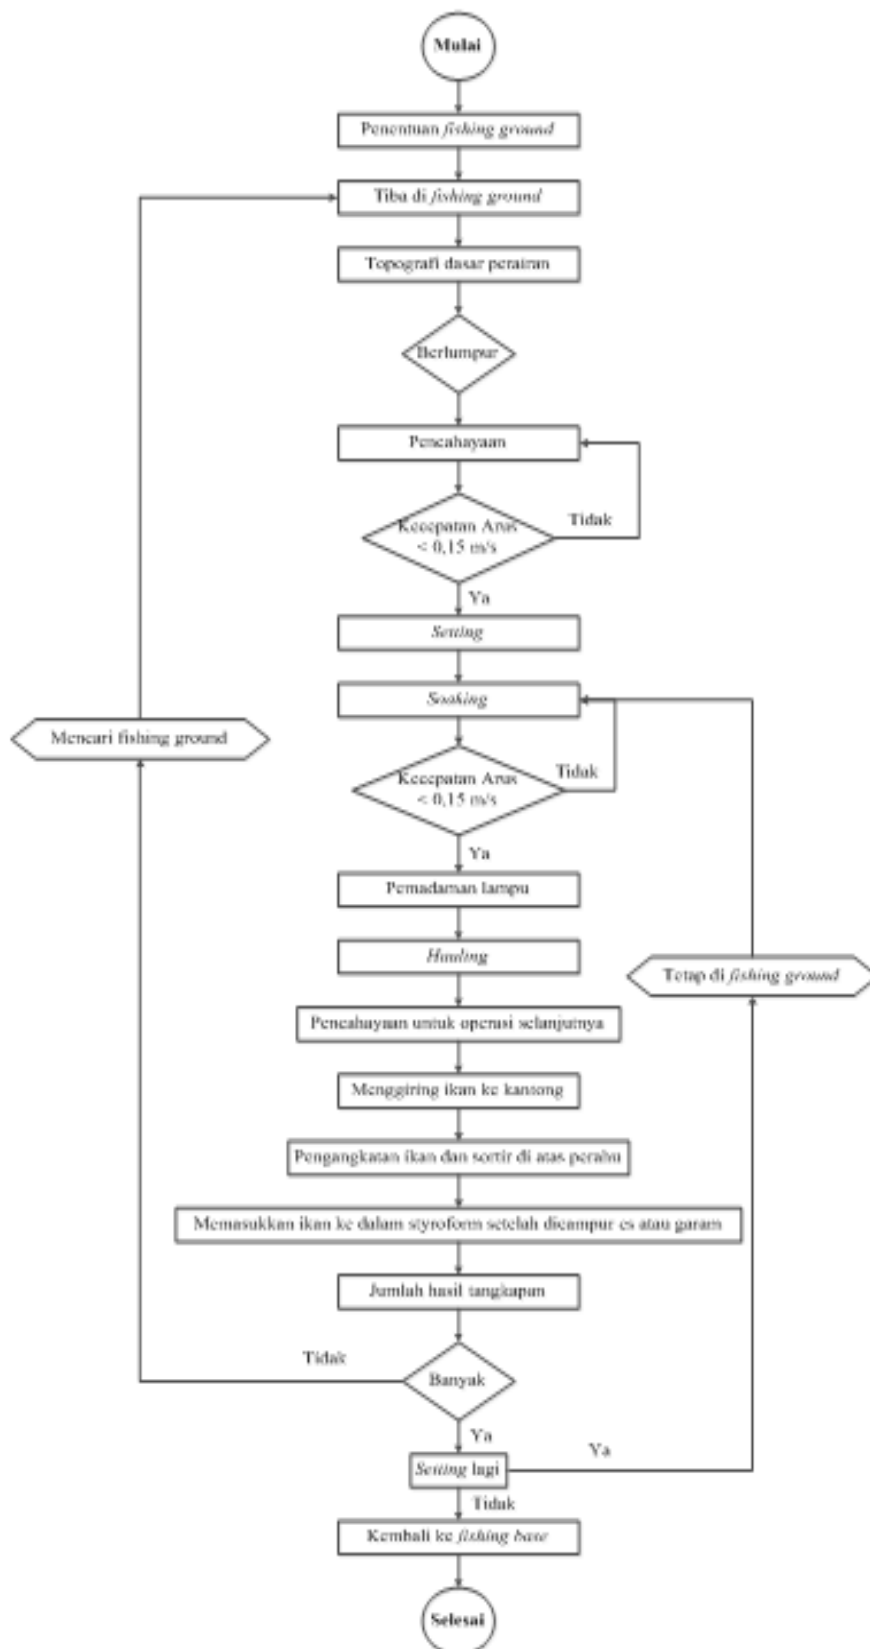 Mulai
Penentuan fishing ground
Tiba di fishing ground
Topografi dasar perairan
Berlumpur
Pencahayaan
Kecepatan Arus
< 0,15 m/s
Tidak
Ya
Setting
Soaking
Mencari fishing ground
Kecepatan Arus
< 0,15 m/s
Tidak
Ya
Pemadaman lampu
Hauling
Tetap di fishing ground
Pencahayaan untuk operasi selanjutnya
Menggiring ikan ke kantong
Pengangkatan ikan dan sortir di atas perahu
Memasukkan ikan ke dalam styroform setelah dicampur es atau garam
Jumlah hasil tangkapan
Tidak
Banyak
Ya
Setting lagi
Ya
Tidak
Kembali ke fishing base
Selesai